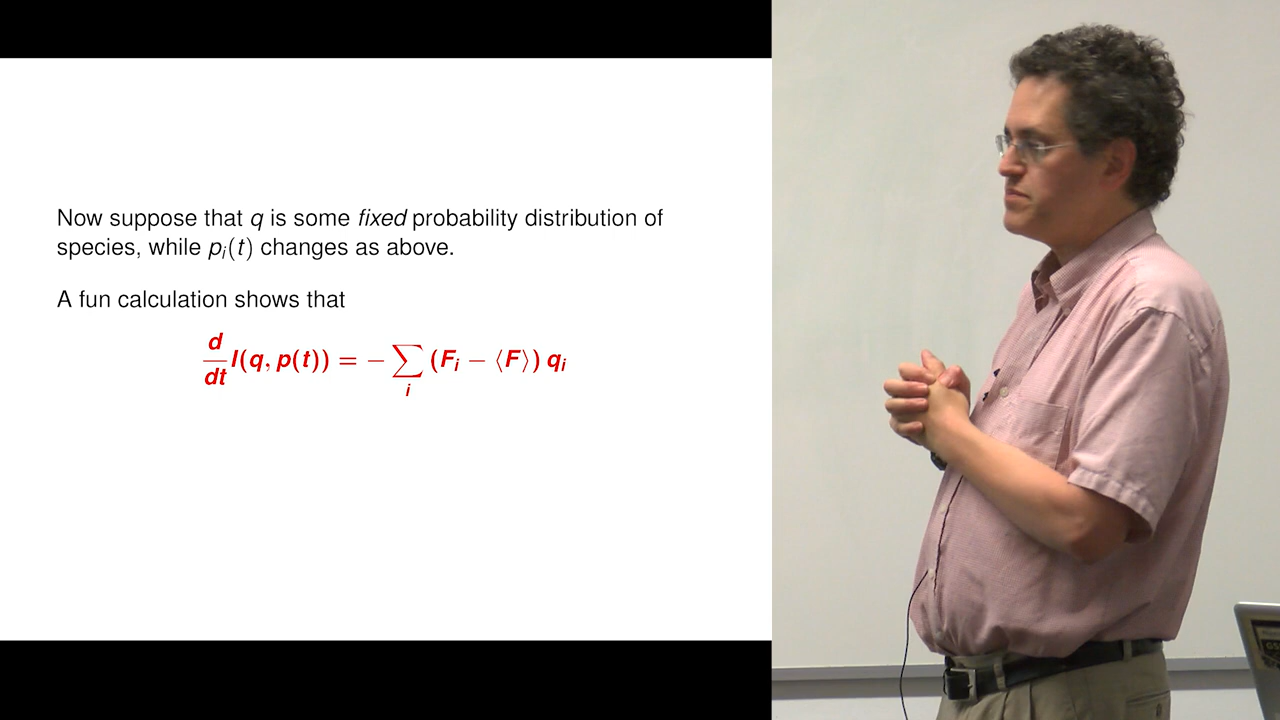 Now suppose that q is some fixed probability distribution of
species, while pᵢ(t) changes as above.
A fun calculation shows that
d/dt I(q, p(t)) = − ∑ᵢ (Fᵢ − ⟨F⟩) qᵢ